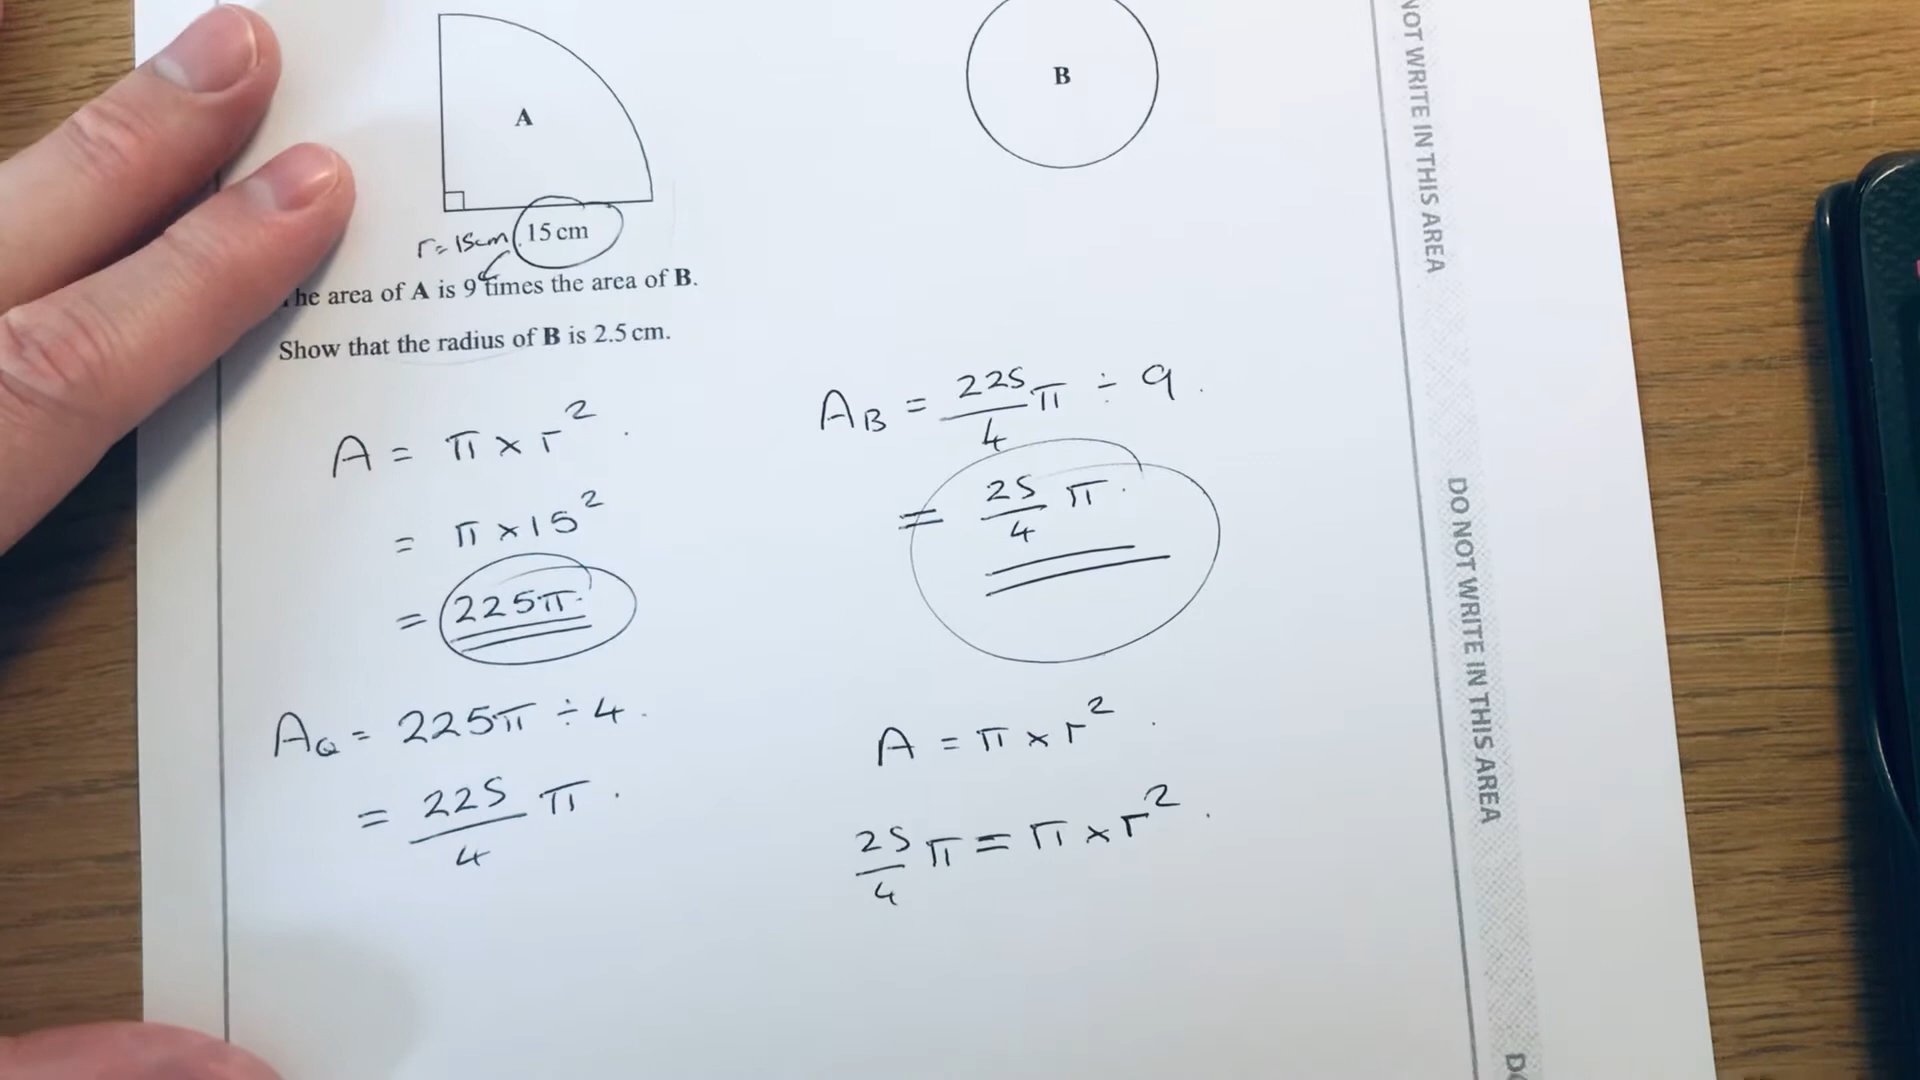 A
B
r=15cm
15 cm
he area of A is 9 times the area of B.
Show that the radius of B is 2.5 cm.
A = π × r²
= π × 15²
= 225π
A_Q = 225π ÷ 4
= 225/4 π
A_B = 225/4 π ÷ 9
= 25/4 π
A = π × r²
25/4 π = π × r²
NOT WRITE IN THIS AREA
DO NOT WRITE IN THIS AREA
DO